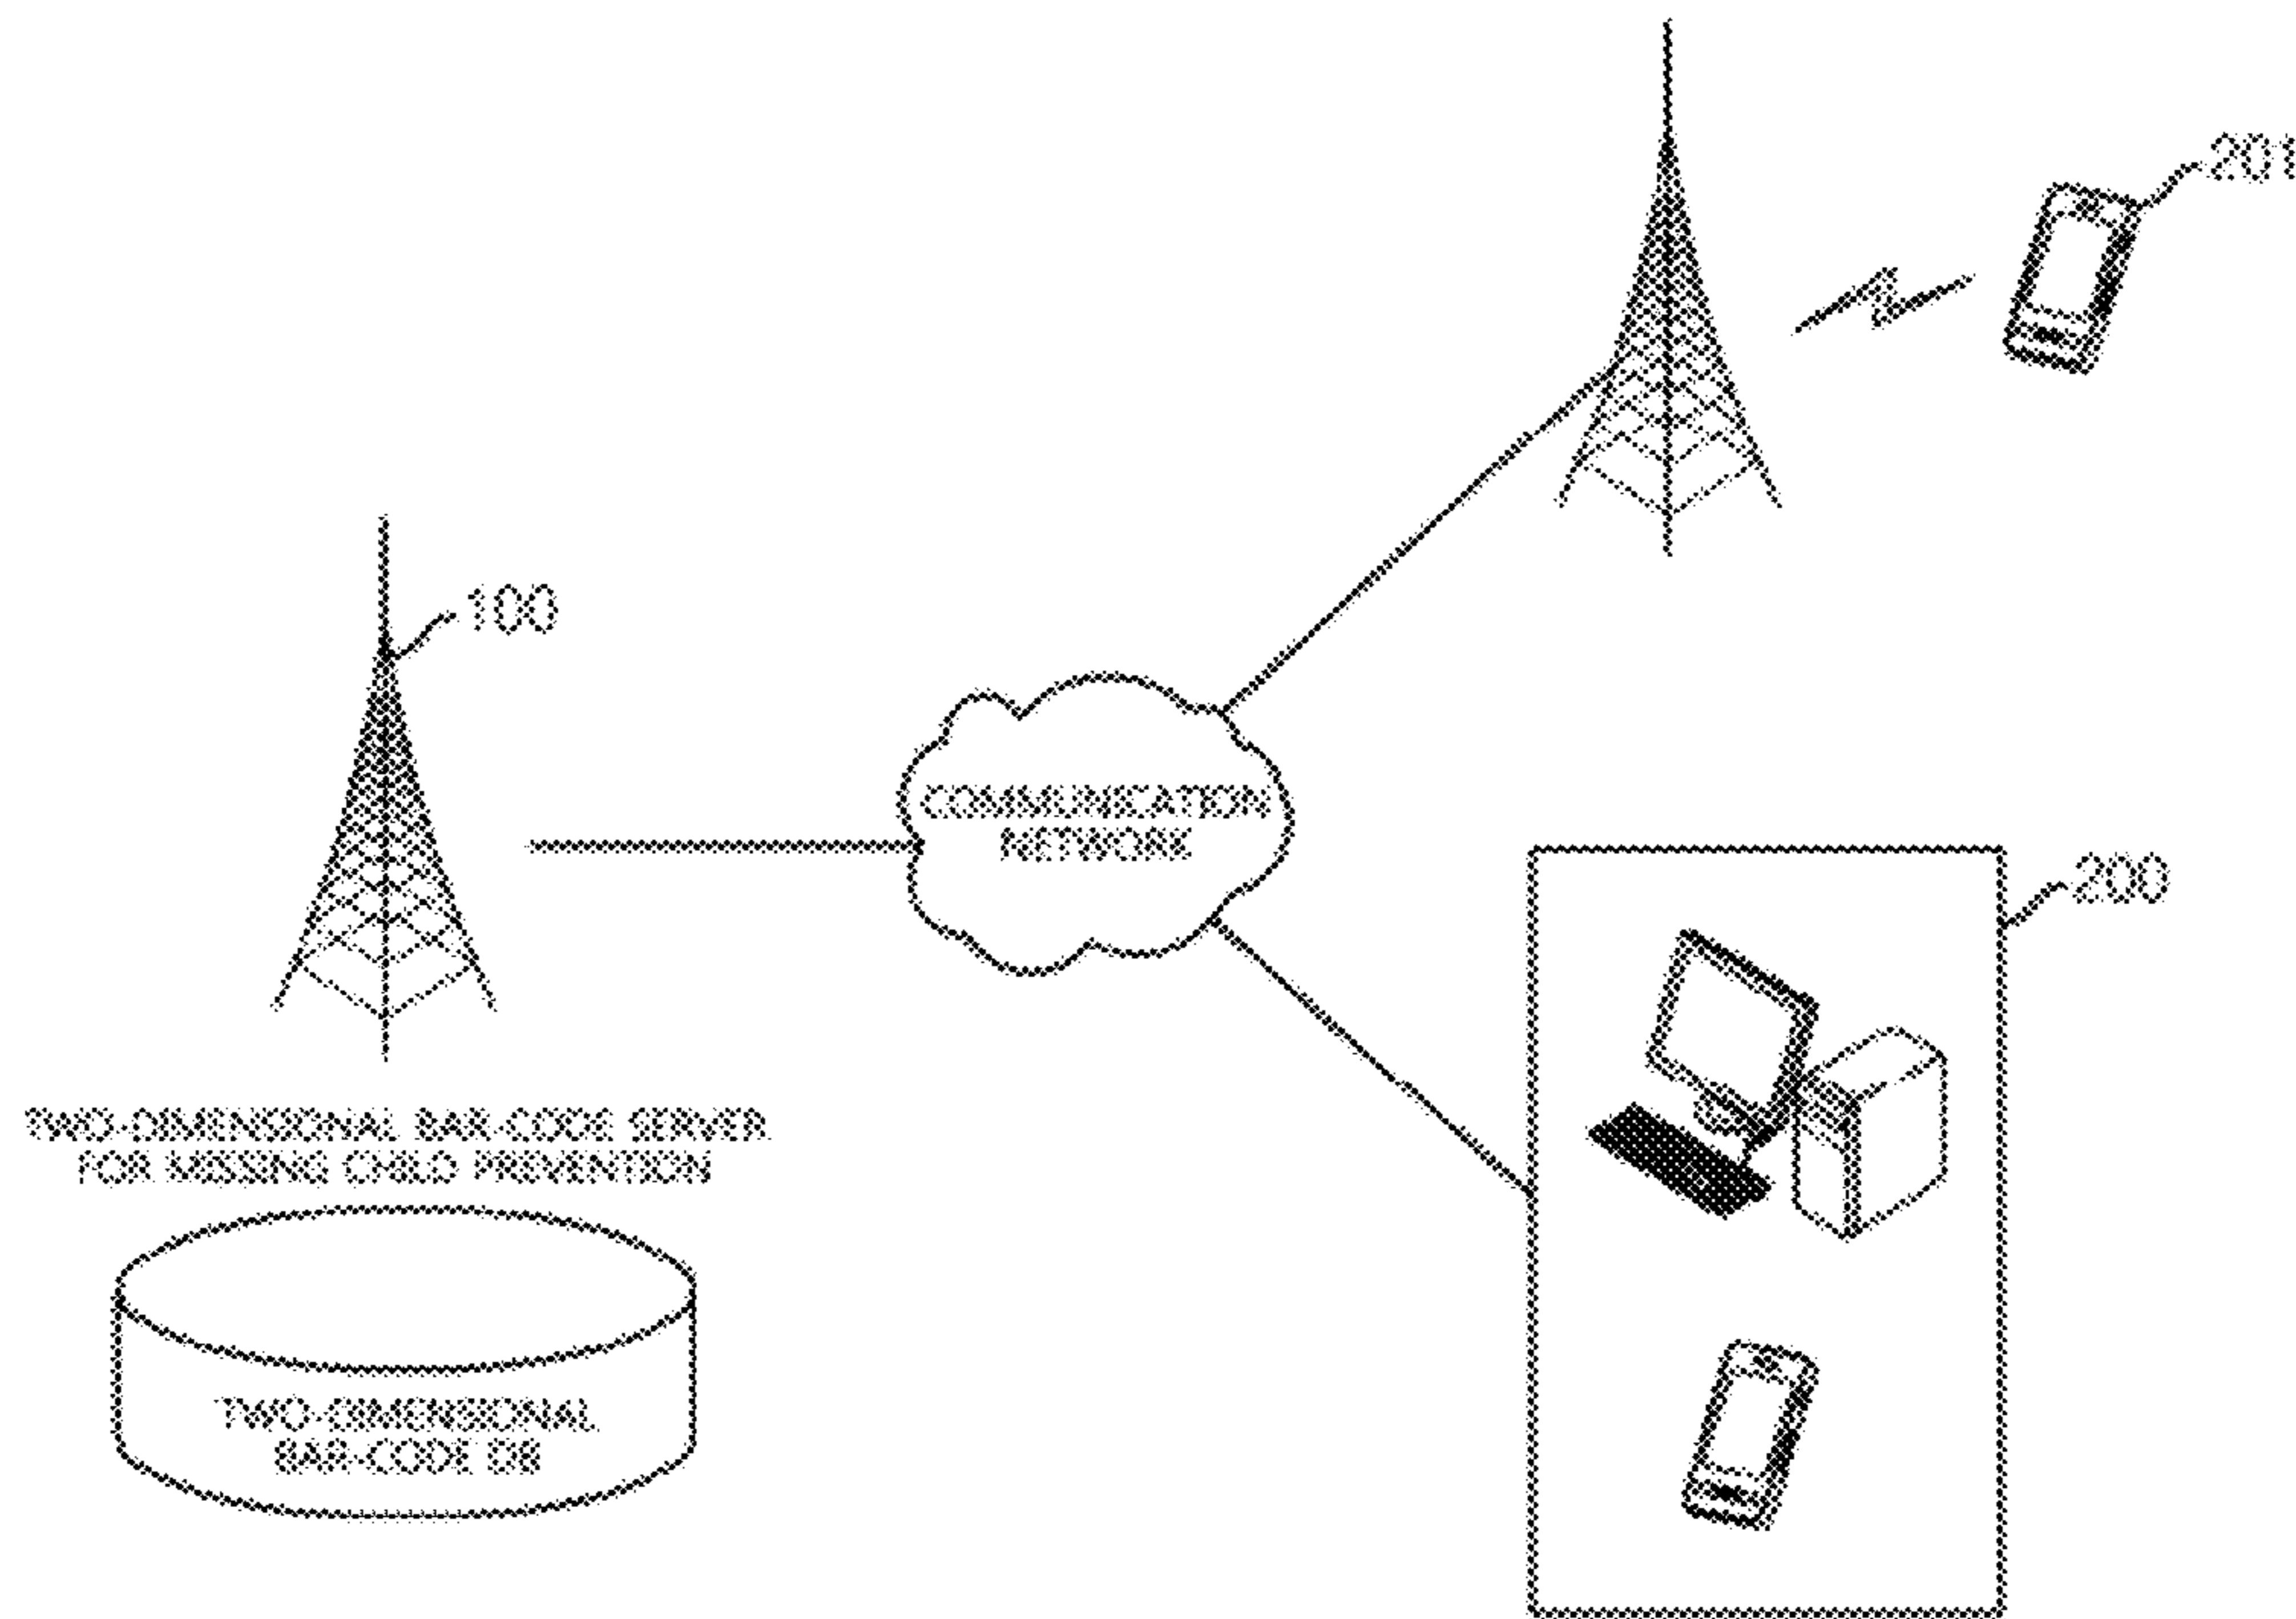 201
100
COMMUNICATION
NETWORK
200
TWO-DIMENSIONAL BAR-CODE SERVER
FOR MISSING CHILD PREVENTION
TWO-DIMENSIONAL
BAR-CODE DB